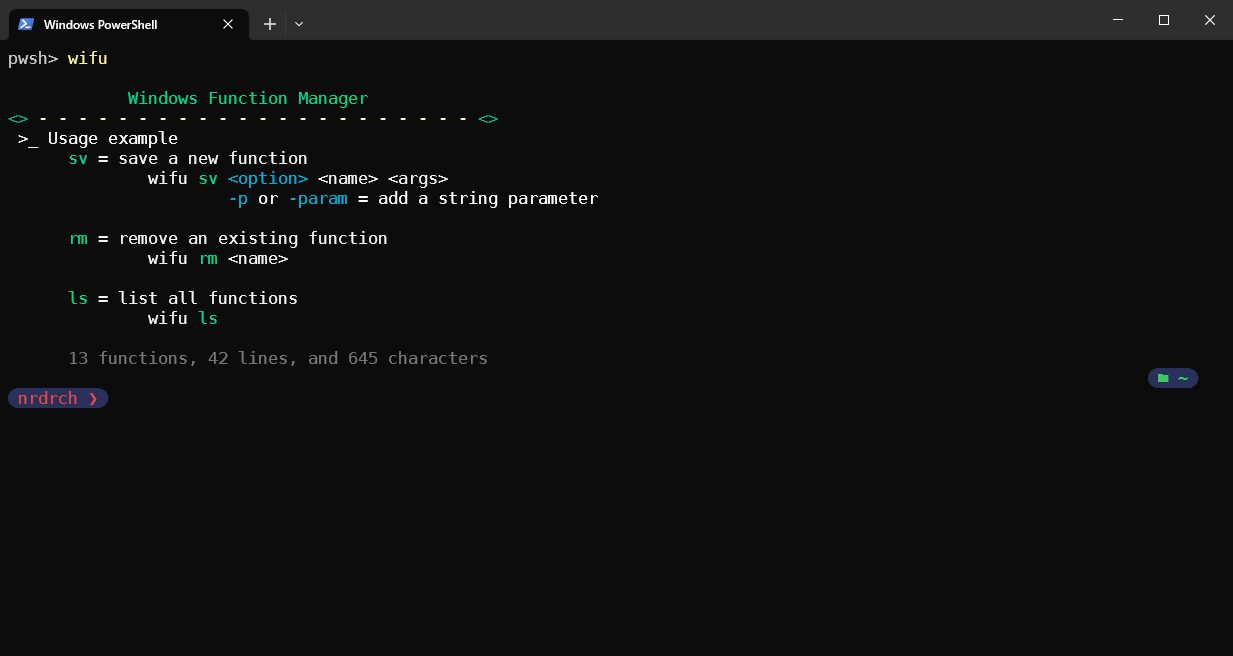 Windows PowerShell
pwsh> wifu
Windows Function Manager
<> - - - - - - - - - - - - - - - - - - - - - - <>
>_ Usage example
sv = save a new function
wifu sv <option> <name> <args>
-p or -param = add a string parameter
rm = remove an existing function
wifu rm <name>
ls = list all functions
wifu ls
13 functions, 42 lines, and 645 characters
~
nrdrch ❯